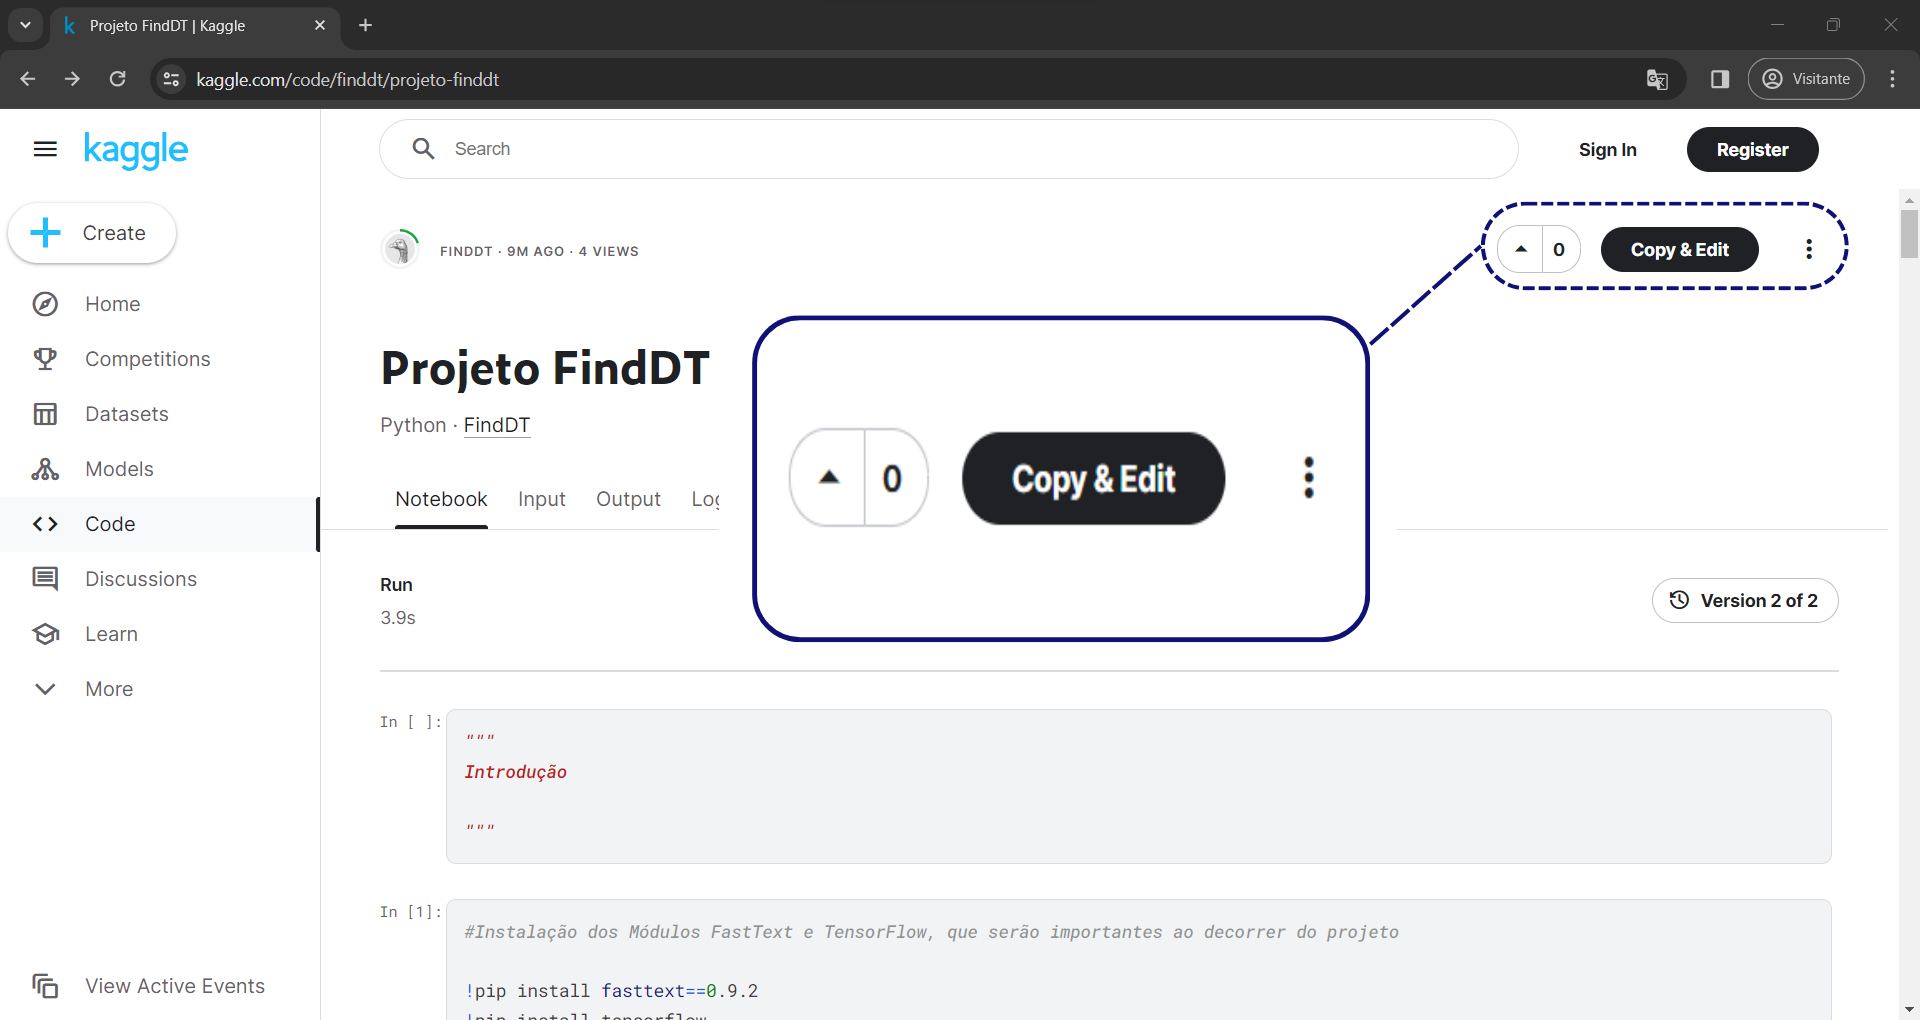 Projeto FindDT | Kaggle
kaggle.com/code/finddt/projeto-finddt
Visitante
kaggle
Search
Sign In
Register
Create
FINDDT · 9M AGO · 4 VIEWS
0
Copy & Edit
Home
Competitions
Datasets
Models
Code
Discussions
Learn
More
View Active Events
Projeto FindDT
Python · FindDT
0
Copy & Edit
Notebook Input Output
Run
3.9s
Version 2 of 2
In [ ]:
"""
Introdução
"""
In [1]:
#Instalação dos Módulos FastText e TensorFlow, que serão importantes ao decorrer do projeto
!pip install fasttext==0.9.2
!pip install tensorflow